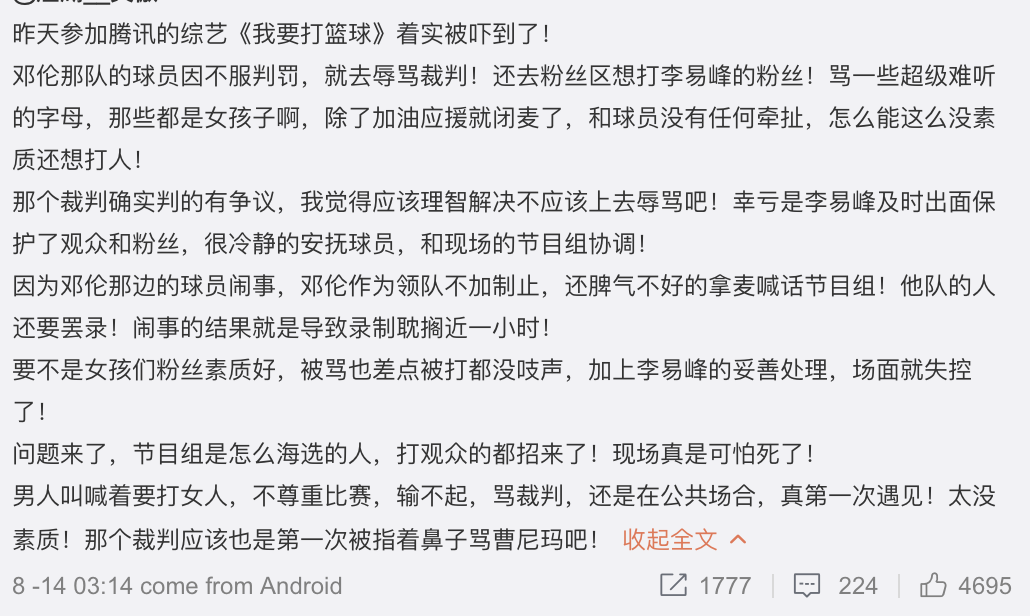 昨天参加腾讯的综艺《我要打篮球》着实被吓到了！
邓伦那队的球员因不服判罚，就去辱骂裁判！还去粉丝区想打李易峰的粉丝！骂一些超级难听
的字母，那些都是女孩子啊，除了加油应援就闭麦了，和球员没有任何牵扯，怎么能这么没素
质还想打人！
那个裁判确实判的有争议，我觉得应该理智解决不应该上去辱骂吧！幸亏是李易峰及时出面保
护了观众和粉丝，很冷静的安抚球员，和现场的节目组协调！
因为邓伦那边的球员闹事，邓伦作为领队不加制止，还脾气不好的拿麦喊话节目组！他队的人
还要罢录！闹事的结果就是导致录制耽搁近一小时！
要不是女孩们粉丝素质好，被骂也差点被打都没吱声，加上李易峰的妥善处理，场面就失控
了！
问题来了，节目组是怎么海选的人，打观众的都招来了！现场真是可怕死了！
男人叫喊着要打女人，不尊重比赛，输不起，骂裁判，还是在公共场合，真第一次遇见！太没
素质！那个裁判应该也是第一次被指着鼻子骂曹尼玛吧！ 收起全文
8 -14 03:14 come from Android 1777 224 4695